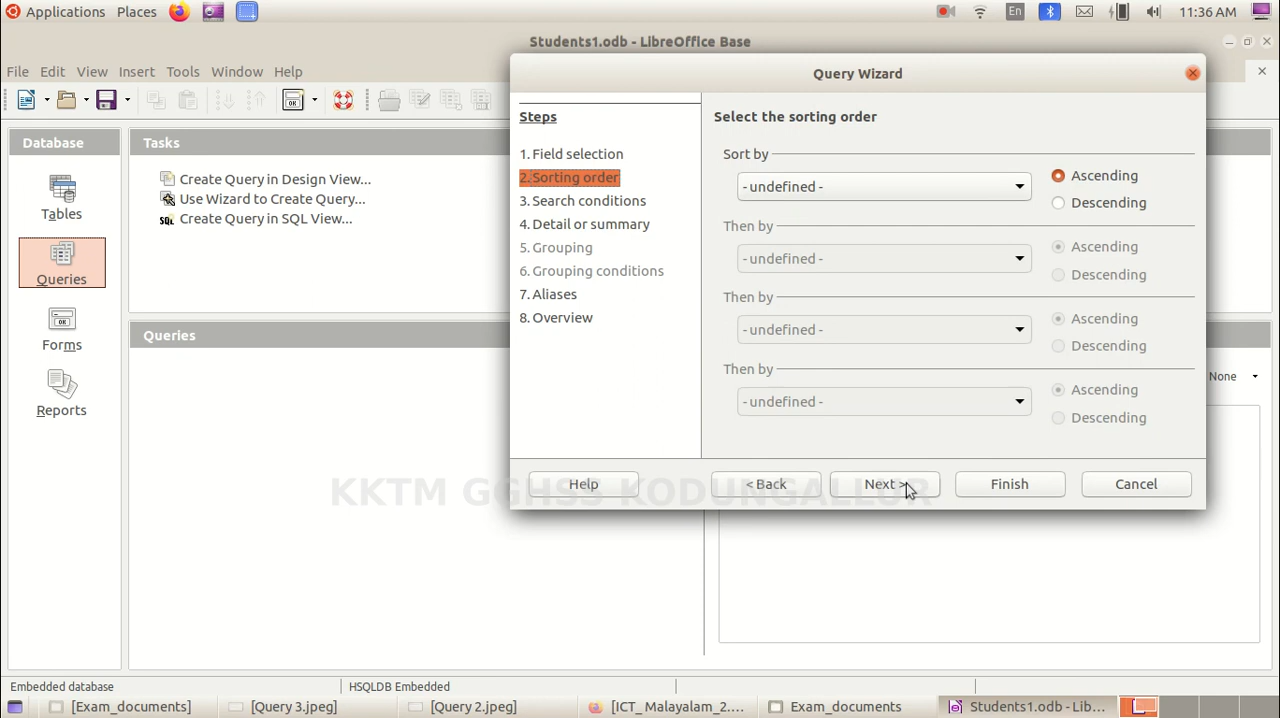 Applications Places En 11:36 AM
Students1.odb - LibreOffice Base
File Edit View Insert Tools Window Help
Query Wizard
Database
Tables
Queries
Forms
Reports
Tasks
Create Query in Design View...
Use Wizard to Create Query...
SQL Create Query in SQL View...
Queries
None
Steps
1. Field selection
2. Sorting order
3. Search conditions
4. Detail or summary
5. Grouping
6. Grouping conditions
7. Aliases
8. Overview
Select the sorting order
Sort by
- undefined -
Ascending
Descending
Then by
- undefined -
Ascending
Descending
Then by
- undefined -
Ascending
Descending
Then by
- undefined -
Ascending
Descending
Help < Back Next > Finish Cancel
KKTM GGHSS KODUNGALLUR
Embedded database HSQLDB Embedded
[Exam_documents] [Query 3.jpeg] [Query 2.jpeg] [ICT_Malayalam_2.... Exam_documents Students1.odb - Lib...